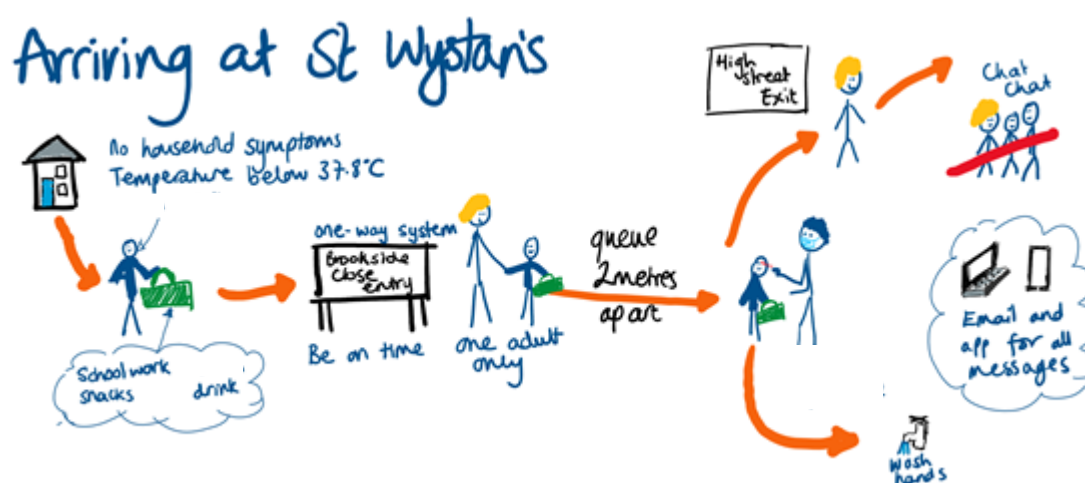 Arriving at St Wystan's
no household symptoms
Temperature below 37.8°C
School work
snacks drink
one-way system
Brookside
Close
entry
Be on time
one adult
only
queue
2 metres
apart
High
street
Exit
Chat
Chat
Email and
app for all
messages
Wash
hands